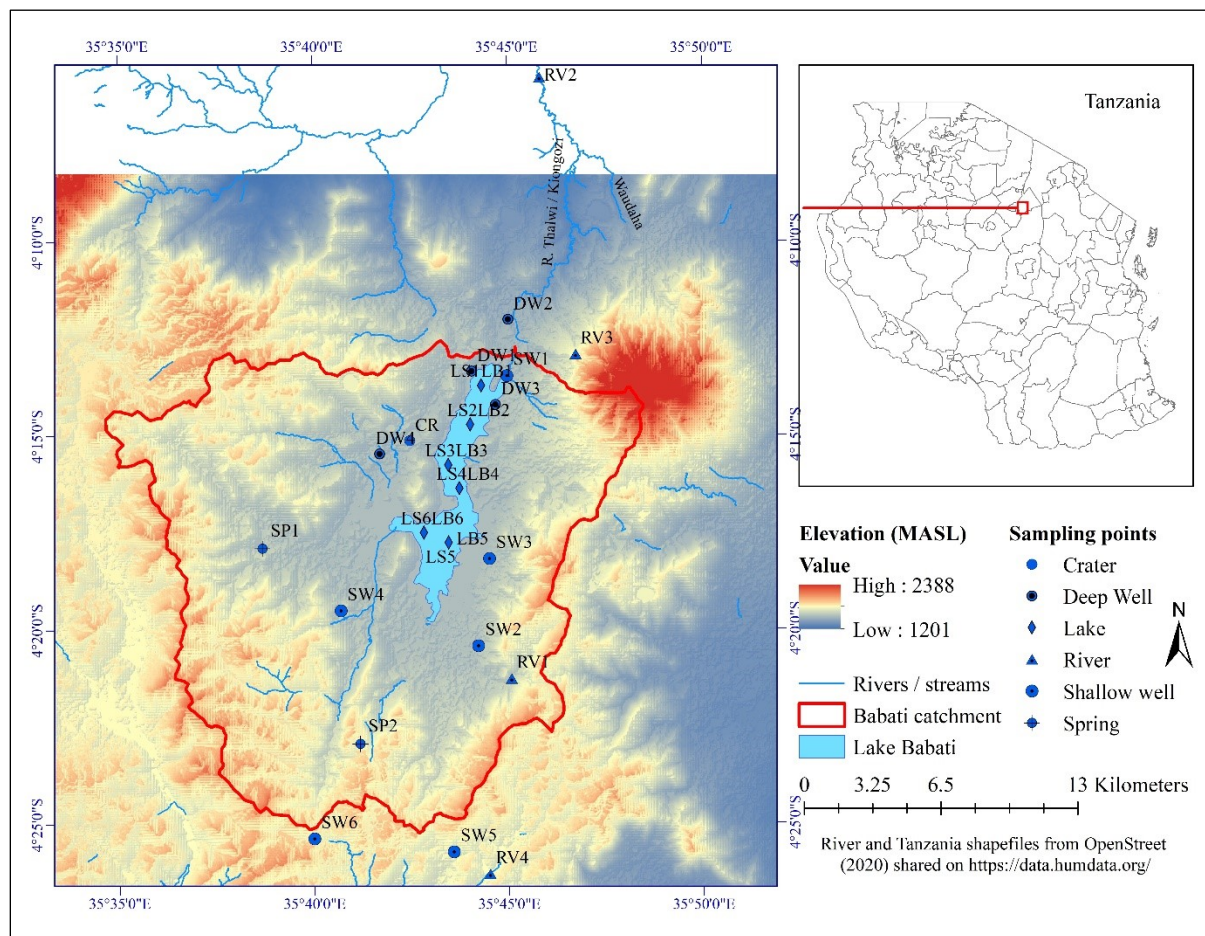 35°35'0"E
35°40'0"E
35°45'0"E
35°50'0"E
RV2
R. Thalwi / Kiongozi
Waudaha
4°10'0"S
4°10'0"S
DW2
RV3
DW1
SW1
LS1LB1
DW3
LS2LB2
CR
DW4
LS3LB3
LS4LB4
4°15'0"S
4°15'0"S
LS6LB6
LB5
LS5
SP1
SW3
SW4
SW2
4°20'0"S
4°20'0"S
RV1
SP2
SW6
SW5
RV4
4°25'0"S
4°25'0"S
35°35'0"E
35°40'0"E
35°45'0"E
35°50'0"E
Tanzania
Elevation (MASL)
Value
High : 2388
Low : 1201
Rivers / streams
Babati catchment
Lake Babati
Sampling points
Crater
Deep Well
Lake
River
Shallow well
Spring
N
0 3.25 6.5 13 Kilometers
River and Tanzania shapefiles from OpenStreet
(2020) shared on https://data.humdata.org/